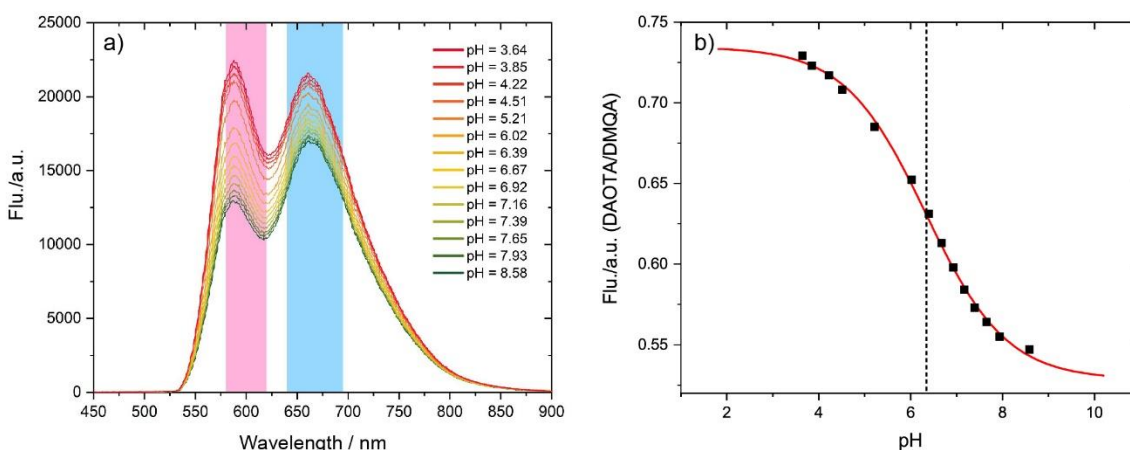 a)
Flu./a.u.
25000
20000
15000
10000
5000
0
450 500 550 600 650 700 750 800 850 900
Wavelength / nm
pH = 3.64
pH = 3.85
pH = 4.22
pH = 4.51
pH = 5.21
pH = 6.02
pH = 6.39
pH = 6.67
pH = 6.92
pH = 7.16
pH = 7.39
pH = 7.65
pH = 7.93
pH = 8.58
b)
Flu./a.u. (DAOTA/DMQA)
0.75
0.70
0.65
0.60
0.55
2 4 6 8 10
pH